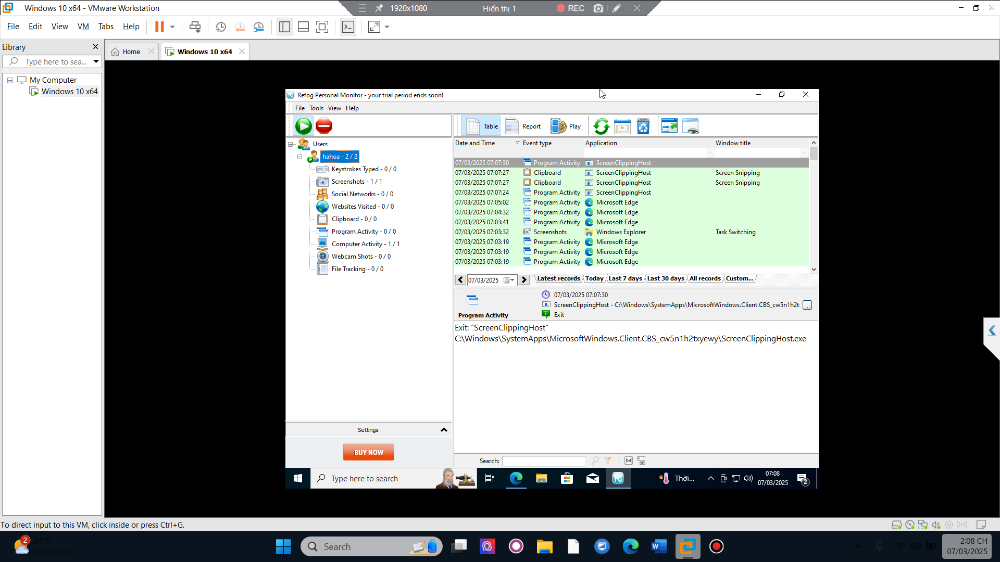 Windows 10 x64 - VMware Workstation
1920x1080
Hiển thị 1
REC
File Edit View VM Tabs Help
Library
Type here to sea...
My Computer
Windows 10 x64
Home
Windows 10 x64
Refog Personal Monitor - your trial period ends soon!
File Tools View Help
Table
Report
Play
Users
hahoa - 2 / 2
Keystrokes Typed - 0 / 0
Screenshots - 1 / 1
Social Networks - 0 / 0
Websites Visited - 0 / 0
Clipboard - 0 / 0
Program Activity - 0 / 0
Computer Activity - 1 / 1
Webcam Shots - 0 / 0
File Tracking - 0 / 0
Settings
BUY NOW
Date and Time Event type Application Window title
07/03/2025 07:07:30 Program Activity ScreenClippingHost
07/03/2025 07:07:27 Clipboard ScreenClippingHost Screen Snipping
07/03/2025 07:07:27 Clipboard ScreenClippingHost Screen Snipping
07/03/2025 07:07:24 Program Activity ScreenClippingHost
07/03/2025 07:05:02 Program Activity Microsoft Edge
07/03/2025 07:04:32 Program Activity Microsoft Edge
07/03/2025 07:03:41 Program Activity Microsoft Edge
07/03/2025 07:03:32 Screenshots Windows Explorer Task Switching
07/03/2025 07:03:19 Program Activity Microsoft Edge
07/03/2025 07:03:19 Program Activity Microsoft Edge
07/03/2025 07:03:19 Program Activity Microsoft Edge
07/03/2025 Latest records Today Last 7 days Last 30 days All records Custom...
Program Activity
07/03/2025 07:07:30
ScreenClippingHost - C:\Windows\SystemApps\MicrosoftWindows.Client.CBS_cw5n1h2t
...
Exit
Exit: "ScreenClippingHost"
C:\Windows\SystemApps\MicrosoftWindows.Client.CBS_cw5n1h2txyewy\ScreenClippingHost.exe
Search:
Del
Type here to search
Thời...
07:08
07/03/2025
2
To direct input to this VM, click inside or press Ctrl+G.
2
34°C
Nắng rải rác
Search
2:08 CH
07/03/2025